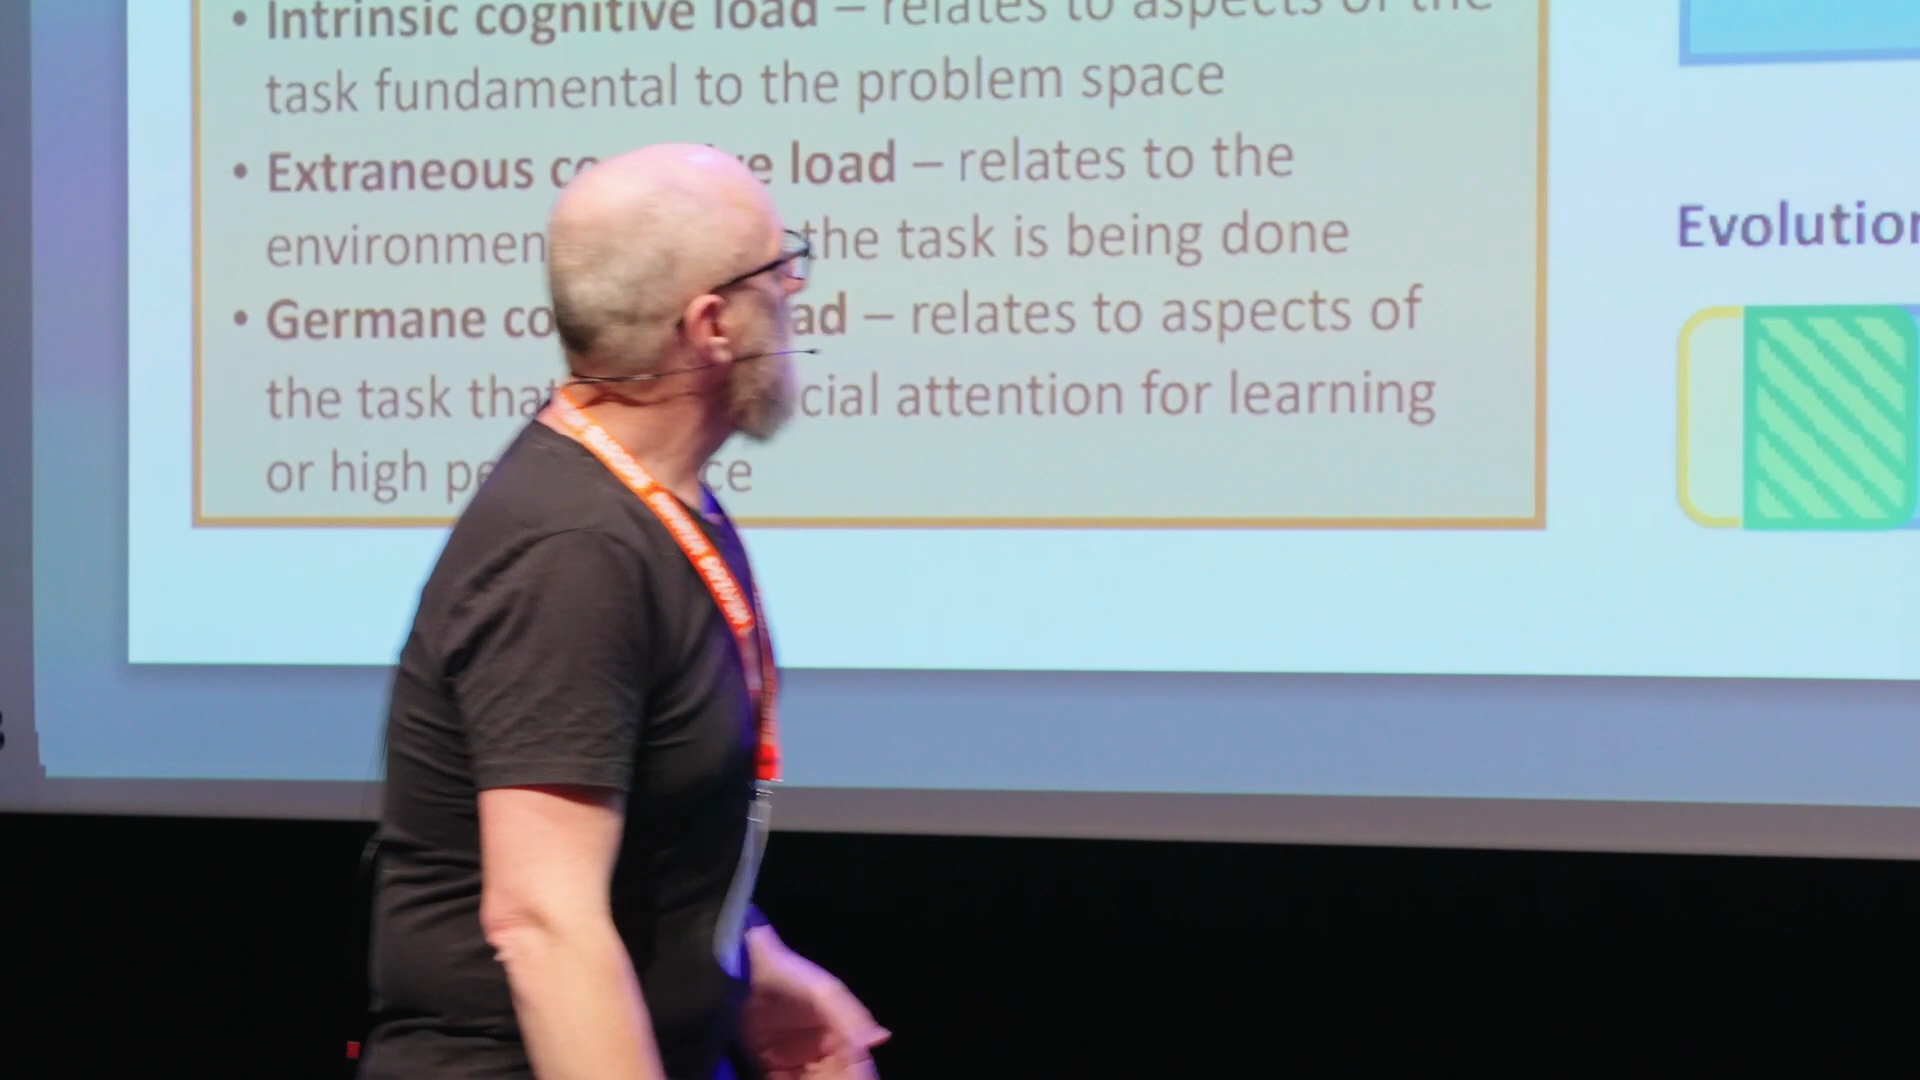 • Intrinsic cognitive load – relates to aspects of the
task fundamental to the problem space
• Extraneous co ve load – relates to the
environmen the task is being done
• Germane co ad – relates to aspects of
the task tha cial attention for learning
or high pe ce
Evolution